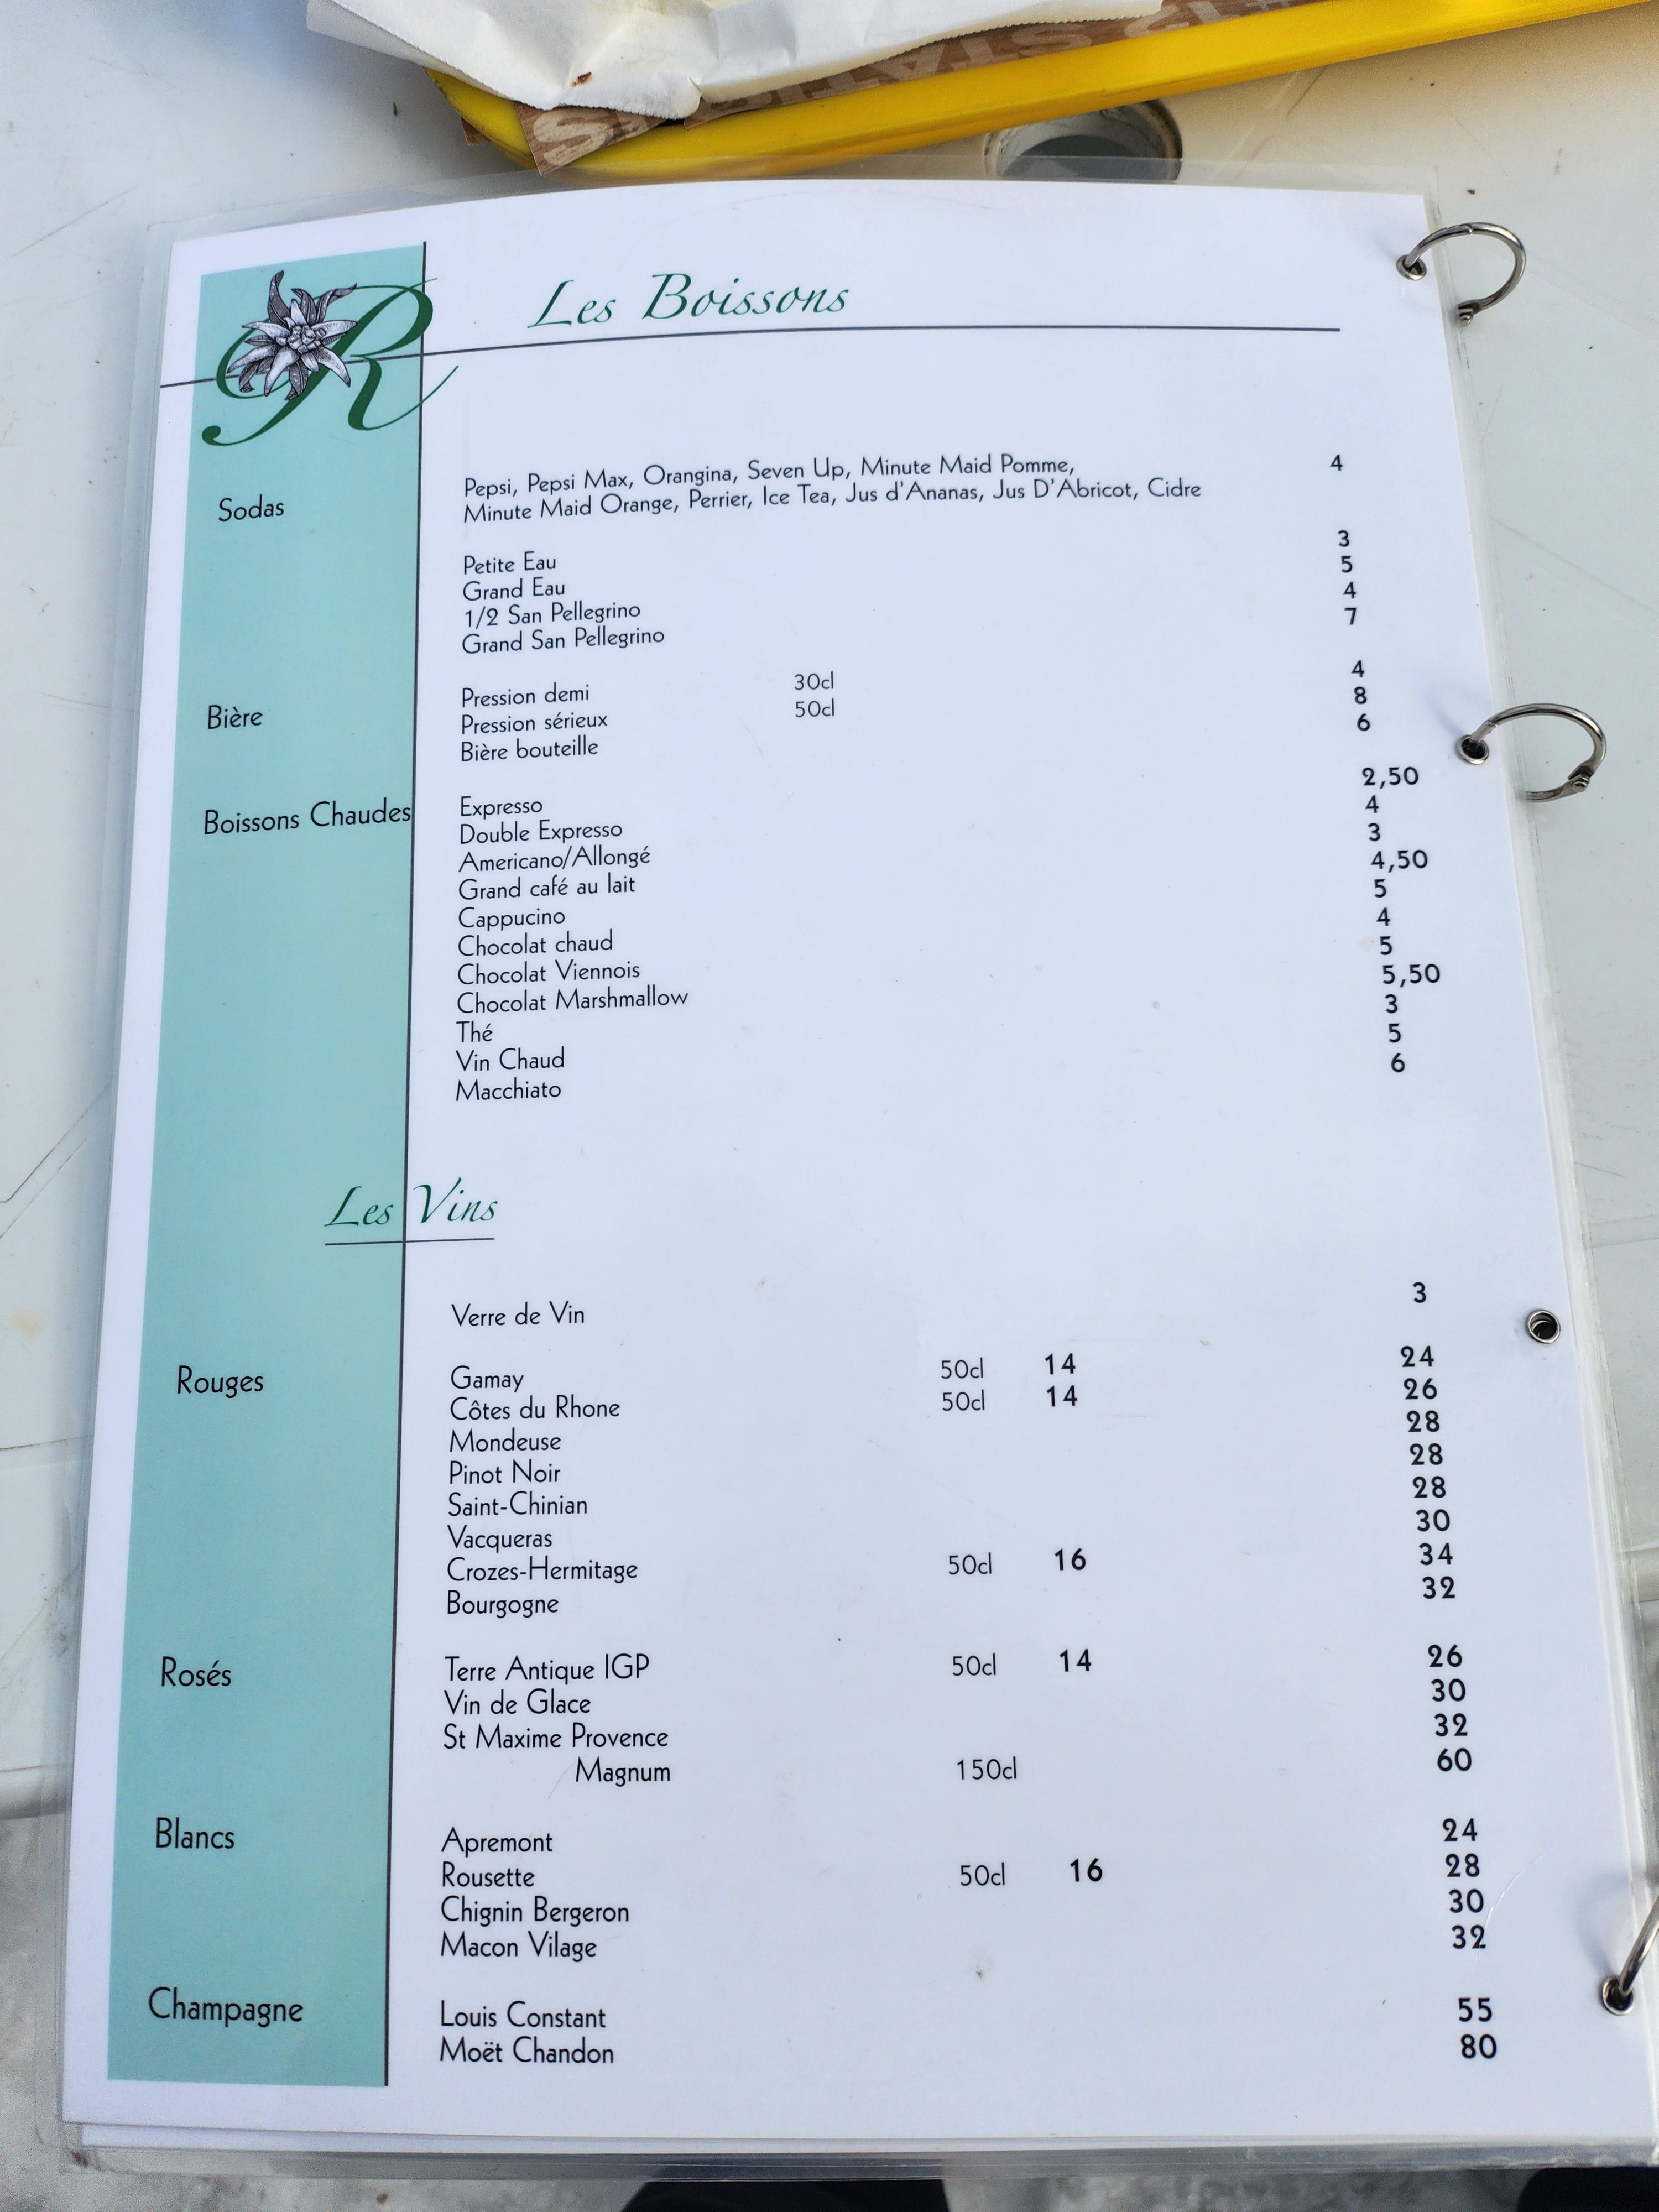 STATES
R
Les Boissons
Sodas
Pepsi, Pepsi Max, Orangina, Seven Up, Minute Maid Pomme, 4
Minute Maid Orange, Perrier, Ice Tea, Jus d'Ananas, Jus D'Abricot, Cidre
Petite Eau 3
Grand Eau 5
1/2 San Pellegrino 4
Grand San Pellegrino 7
Bière
Pression demi 30cl 4
Pression sérieux 50cl 8
Bière bouteille 6
Boissons Chaudes
Expresso 2,50
Double Expresso 4
Americano/Allongé 3
Grand café au lait 4,50
Cappucino 5
Chocolat chaud 4
Chocolat Viennois 5
Chocolat Marshmallow 5,50
Thé 3
Vin Chaud 5
Macchiato 6
Les Vins
Verre de Vin 3
Rouges
Gamay 50cl 14 24
Côtes du Rhone 50cl 14 26
Mondeuse 28
Pinot Noir 28
Saint-Chinian 28
Vacqueras 30
Crozes-Hermitage 50cl 16 34
Bourgogne 32
Rosés
Terre Antique IGP 50cl 14 26
Vin de Glace 30
St Maxime Provence 32
Magnum 150cl 60
Blancs
Apremont 24
Rousette 50cl 16 28
Chignin Bergeron 30
Macon Vilage 32
Champagne
Louis Constant 55
Moët Chandon 80